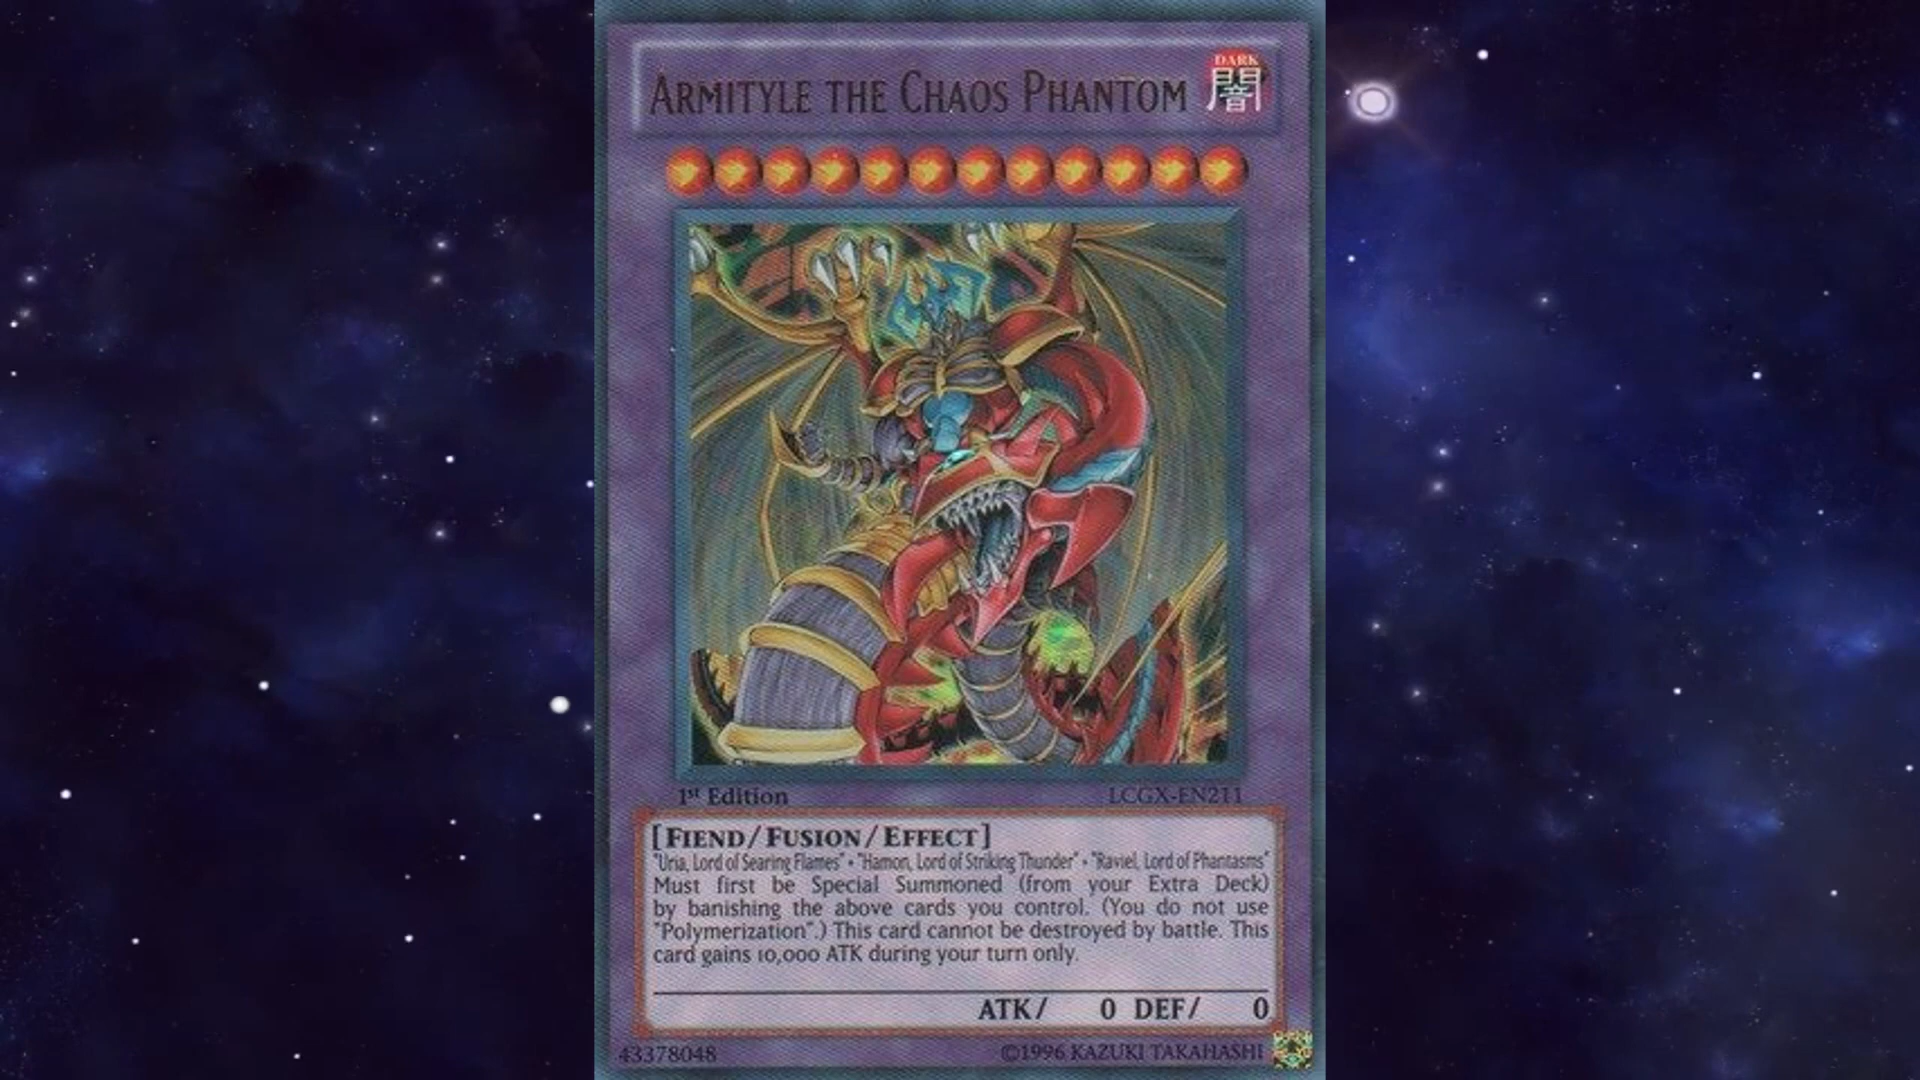 ARMITYLE THE CHAOS PHANTOM
DARK
闇
1st Edition
LCGX-EN211
[FIEND/FUSION/EFFECT]
"Uria, Lord of Searing Flames" + "Hamon, Lord of Striking Thunder" + "Raviel, Lord of Phantasms"
Must first be Special Summoned (from your Extra Deck)
by banishing the above cards you control. (You do not use
"Polymerization".) This card cannot be destroyed by battle. This
card gains 10,000 ATK during your turn only.
ATK/ 0 DEF/ 0
43378048
©1996 KAZUKI TAKAHASHI